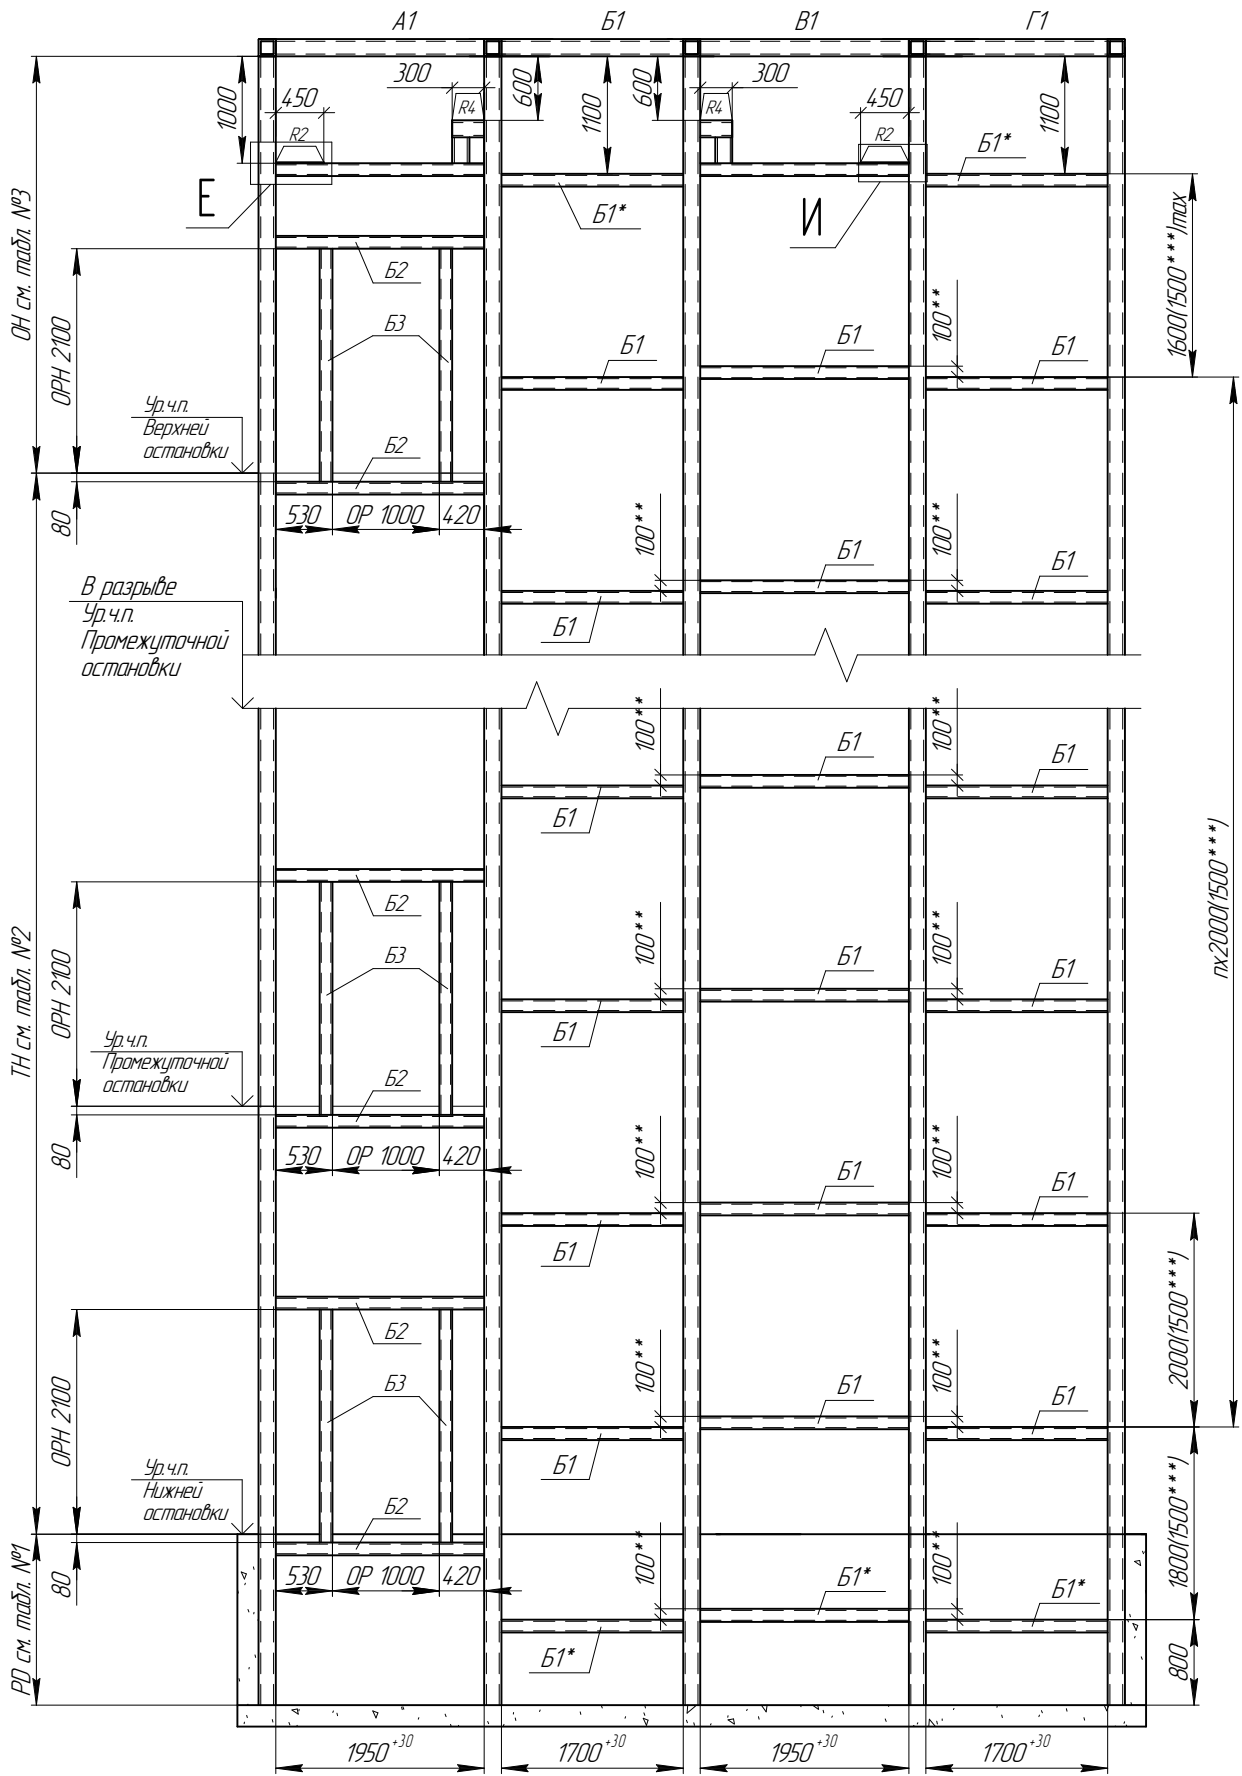 А1
Б1
В1
Г1
300
300
1000
450
R2
R4
600
1100
600
R4
450
R2
1100
Б1*
Е
Б1*
И
ОН см. табл. №3
ОРН 2100
Б2
Б3
1600(1500***)max
100**
Б1
Б1
Б1
Ур.ч.п.
Верхней
остановки
Б2
80
530
ОР 1000
420
100**
100**
Б1
Б1
Б1
В разрыве
Ур.ч.п.
Промежуточной
остановки
100**
100**
Б1
Б1
Б1
nx2000(1500***)
ТН см. табл. №2
ОРН 2100
Б2
Б3
100**
100**
Б1
Б1
Б1
Ур.ч.п.
Промежуточной
остановки
Б2
80
530
ОР 1000
420
100**
100**
Б1
Б1
Б1
2000(1500***)
ОРН 2100
Б2
Б3
100**
100**
Б1
Б1
Б1
Ур.ч.п.
Нижней
остановки
Б2
1800(1500***)
PD см. табл. №1
80
530
ОР 1000
420
100**
100**
Б1*
Б1*
Б1*
800
1950+30
1700+30
1950+30
1700+30